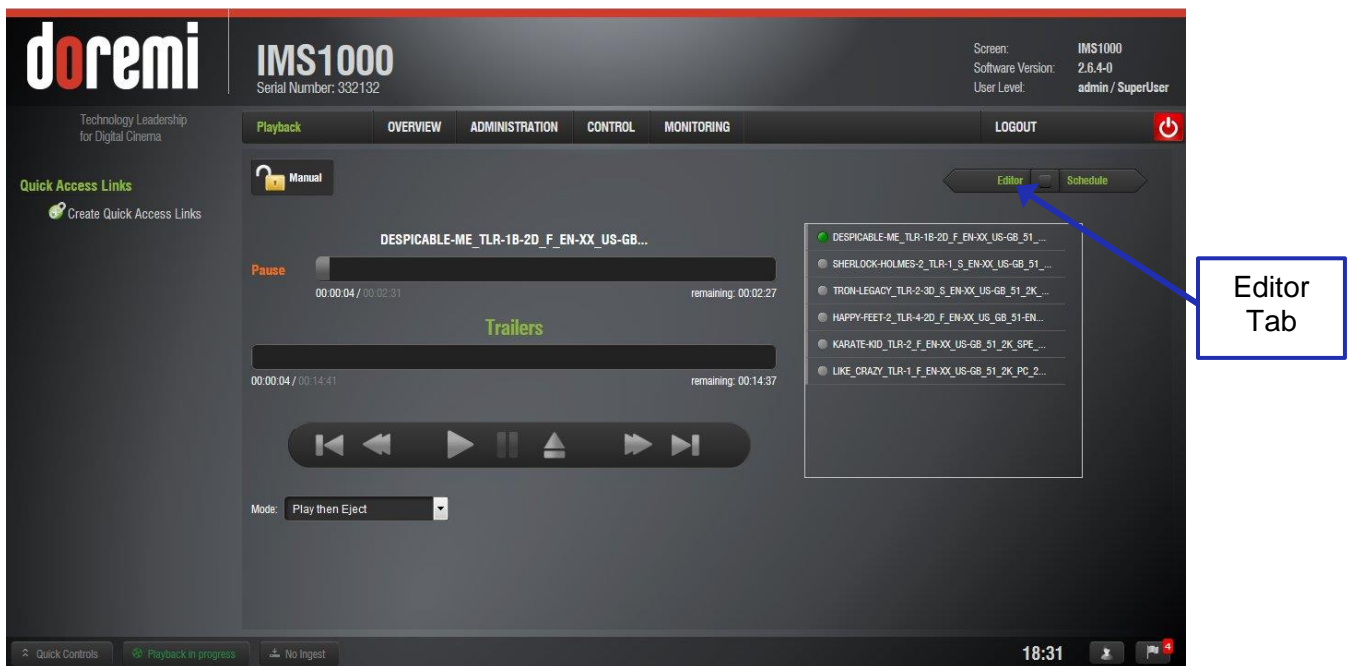 doremi
IMS1000
Serial Number: 332132
Screen: IMS1000
Software Version: 2.6.4-0
User Level: admin / SuperUser
Technology Leadership
for Digital Cinema
Playback OVERVIEW ADMINISTRATION CONTROL MONITORING LOGOUT
Quick Access Links
Create Quick Access Links
Manual
Editor Schedule
DESPICABLE-ME_TLR-1B-2D_F_EN-XX_US-GB...
Pause
00:00:04 / 00:02:31 remaining: 00:02:27
Trailers
00:00:04 / 00:14:41 remaining: 00:14:37
Mode: Play then Eject
DESPICABLE-ME_TLR-1B-2D_F_EN-XX_US-GB_51_...
SHERLOCK-HOLMES-2_TLR-1_S_EN-XX_US-GB_51_...
TRON-LEGACY_TLR-2-3D_S_EN-XX_US-GB_51_2K_...
HAPPY-FEET-2_TLR-4-2D_F_EN-XX_US_GB_51-EN...
KARATE-KID_TLR-2_F_EN-XX_US-GB_51_2K_SPE_...
LIKE_CRAZY_TLR-1_F_EN-XX_US-GB_51_2K_PC_2...
Editor
Tab
Quick Controls Playback in progress No Ingest 18:31 4